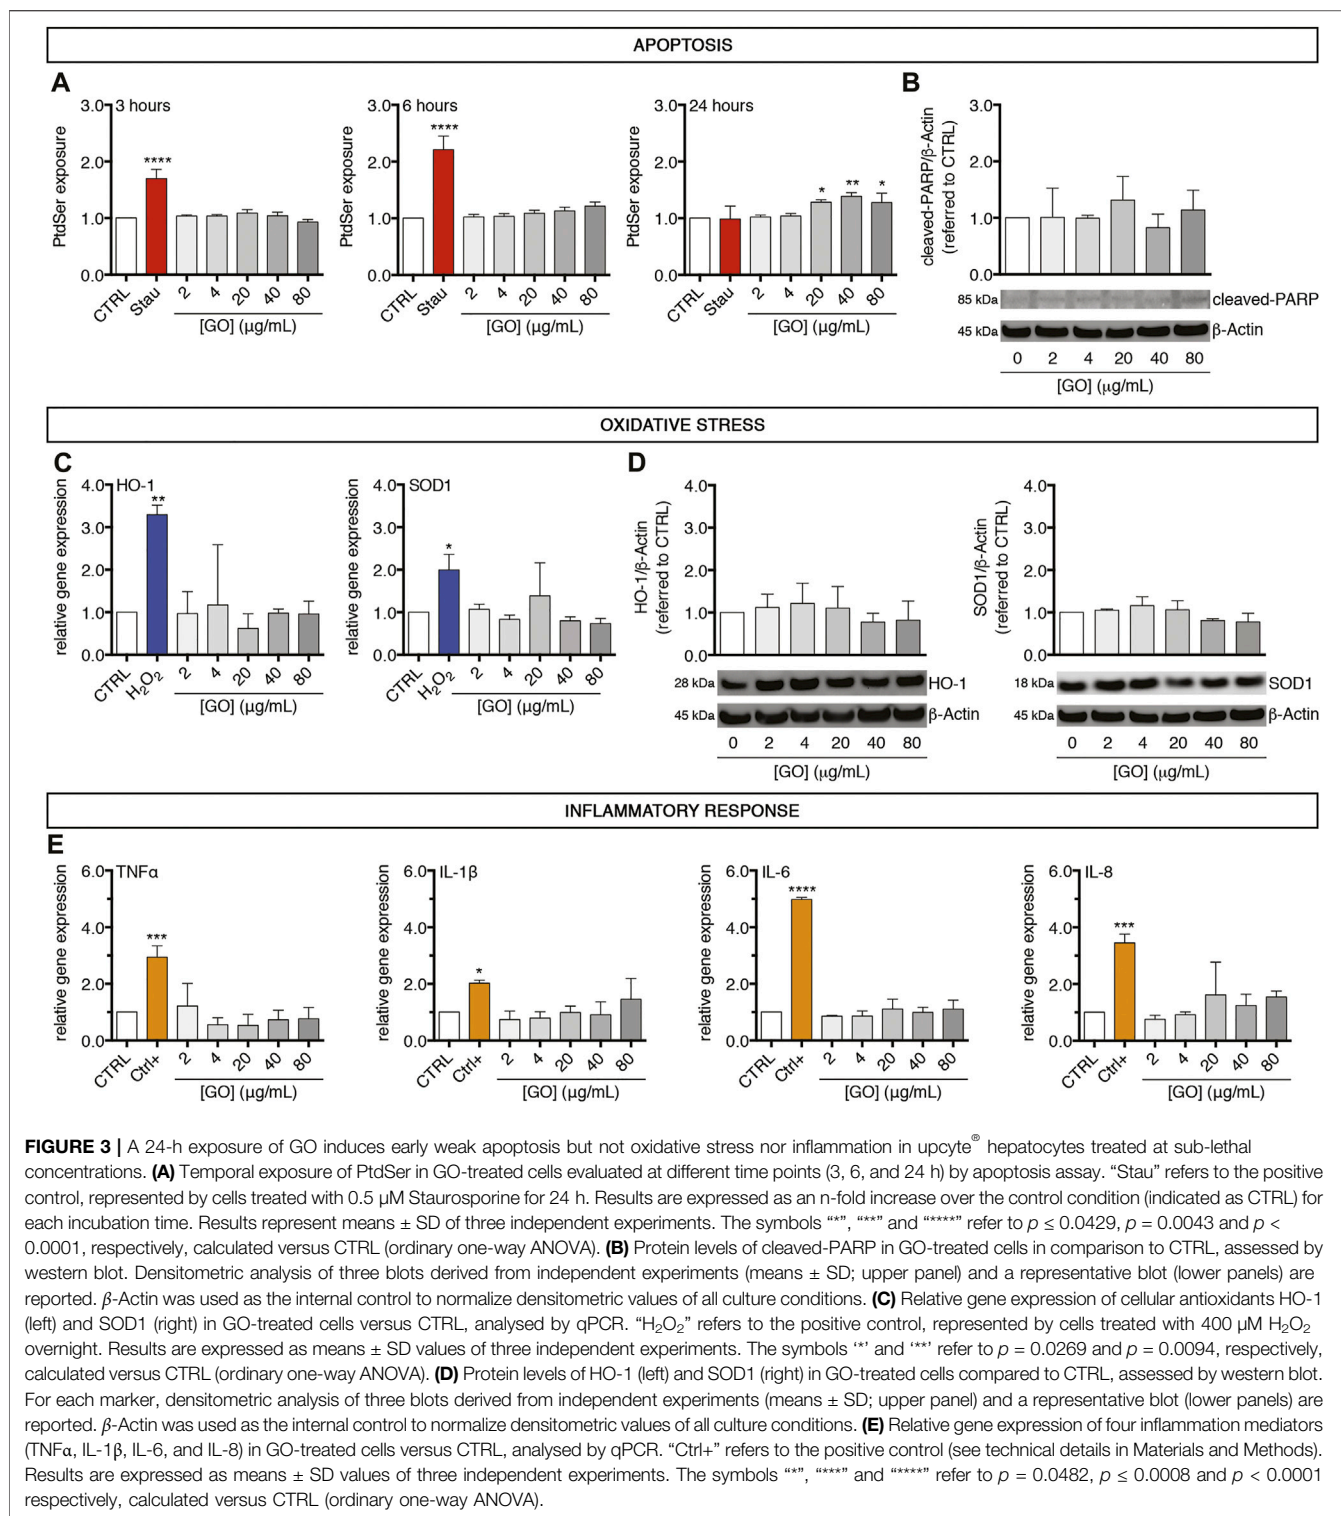 APOPTOSIS
A
3 hours
PtdSer exposure
3.0
2.0
1.0
0.0
****
CTRL
Stau
2
4
20
40
80
[GO] (µg/mL)
6 hours
PtdSer exposure
3.0
2.0
1.0
0.0
****
CTRL
Stau
2
4
20
40
80
[GO] (µg/mL)
24 hours
PtdSer exposure
3.0
2.0
1.0
0.0
*
**
*
CTRL
Stau
2
4
20
40
80
[GO] (µg/mL)
B
cleaved-PARP/β-Actin
(referred to CTRL)
3.0
2.0
1.0
0.0
85 kDa
cleaved-PARP
45 kDa
β-Actin
0 2 4 20 40 80
[GO] (µg/mL)
OXIDATIVE STRESS
C
HO-1
relative gene expression
4.0
3.0
2.0
1.0
0.0
**
CTRL
H₂O₂
2
4
20
40
80
[GO] (µg/mL)
SOD1
relative gene expression
4.0
3.0
2.0
1.0
0.0
*
CTRL
H₂O₂
2
4
20
40
80
[GO] (µg/mL)
D
HO-1/β-Actin
(referred to CTRL)
4.0
3.0
2.0
1.0
0.0
28 kDa
HO-1
45 kDa
β-Actin
0 2 4 20 40 80
[GO] (µg/mL)
SOD1/β-Actin
(referred to CTRL)
4.0
3.0
2.0
1.0
0.0
18 kDa
SOD1
45 kDa
β-Actin
0 2 4 20 40 80
[GO] (µg/mL)
INFLAMMATORY RESPONSE
E
TNFα
relative gene expression
6.0
4.0
2.0
0.0
***
CTRL
Ctrl+
2
4
20
40
80
[GO] (µg/mL)
IL-1β
relative gene expression
6.0
4.0
2.0
0.0
*
CTRL
Ctrl+
2
4
20
40
80
[GO] (µg/mL)
IL-6
relative gene expression
6.0
4.0
2.0
0.0
****
CTRL
Ctrl+
2
4
20
40
80
[GO] (µg/mL)
IL-8
relative gene expression
6.0
4.0
2.0
0.0
***
CTRL
Ctrl+
2
4
20
40
80
[GO] (µg/mL)
FIGURE 3 | A 24-h exposure of GO induces early weak apoptosis but not oxidative stress nor inflammation in upcyte® hepatocytes treated at sub-lethal
concentrations. (A) Temporal exposure of PtdSer in GO-treated cells evaluated at different time points (3, 6, and 24 h) by apoptosis assay. “Stau” refers to the positive
control, represented by cells treated with 0.5 µM Staurosporine for 24 h. Results are expressed as an n-fold increase over the control condition (indicated as CTRL) for
each incubation time. Results represent means ± SD of three independent experiments. The symbols “*”, “**” and “****” refer to p ≤ 0.0429, p = 0.0043 and p <
0.0001, respectively, calculated versus CTRL (ordinary one-way ANOVA). (B) Protein levels of cleaved-PARP in GO-treated cells in comparison to CTRL, assessed by
western blot. Densitometric analysis of three blots derived from independent experiments (means ± SD; upper panel) and a representative blot (lower panels) are
reported. β-Actin was used as the internal control to normalize densitometric values of all culture conditions. (C) Relative gene expression of cellular antioxidants HO-1
(left) and SOD1 (right) in GO-treated cells versus CTRL, analysed by qPCR. “H₂O₂” refers to the positive control, represented by cells treated with 400 µM H₂O₂
overnight. Results are expressed as means ± SD values of three independent experiments. The symbols ‘*’ and ‘**’ refer to p = 0.0269 and p = 0.0094, respectively,
calculated versus CTRL (ordinary one-way ANOVA). (D) Protein levels of HO-1 (left) and SOD1 (right) in GO-treated cells compared to CTRL, assessed by western blot.
For each marker, densitometric analysis of three blots derived from independent experiments (means ± SD; upper panel) and a representative blot (lower panels) are
reported. β-Actin was used as the internal control to normalize densitometric values of all culture conditions. (E) Relative gene expression of four inflammation mediators
(TNFα, IL-1β, IL-6, and IL-8) in GO-treated cells versus CTRL, analysed by qPCR. “Ctrl+” refers to the positive control (see technical details in Materials and Methods).
Results are expressed as means ± SD values of three independent experiments. The symbols “*”, “***” and “****” refer to p = 0.0482, p ≤ 0.0008 and p < 0.0001
respectively, calculated versus CTRL (ordinary one-way ANOVA).